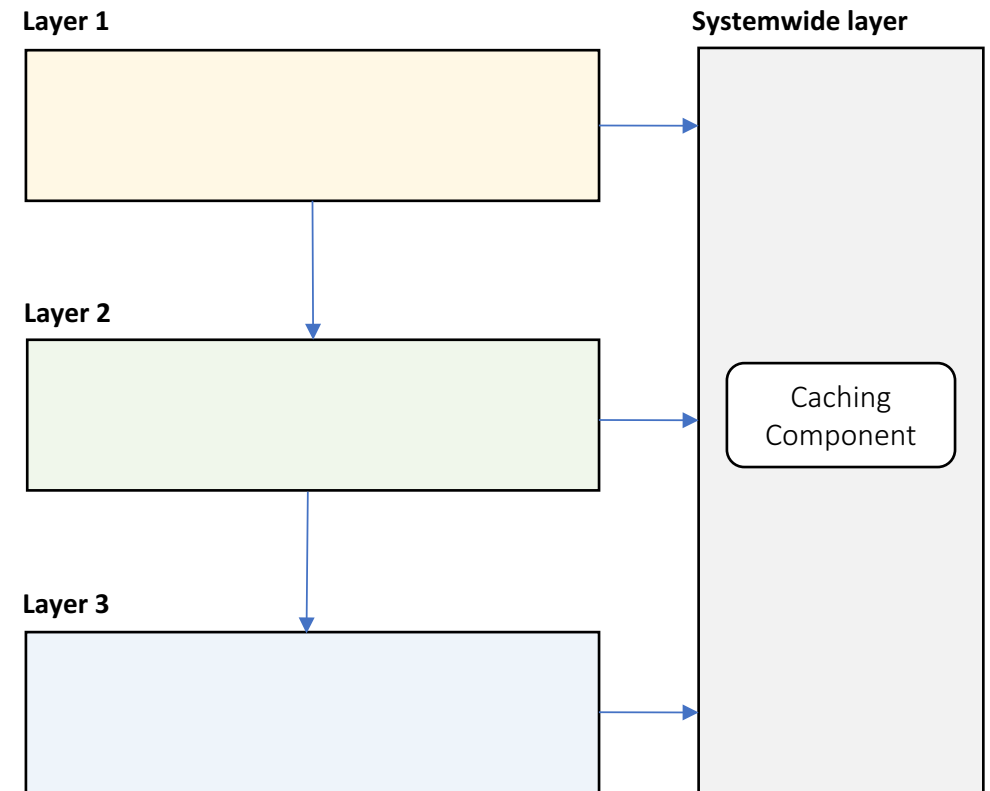 Layer 1
Systemwide layer
Layer 2
Caching
Component
Layer 3